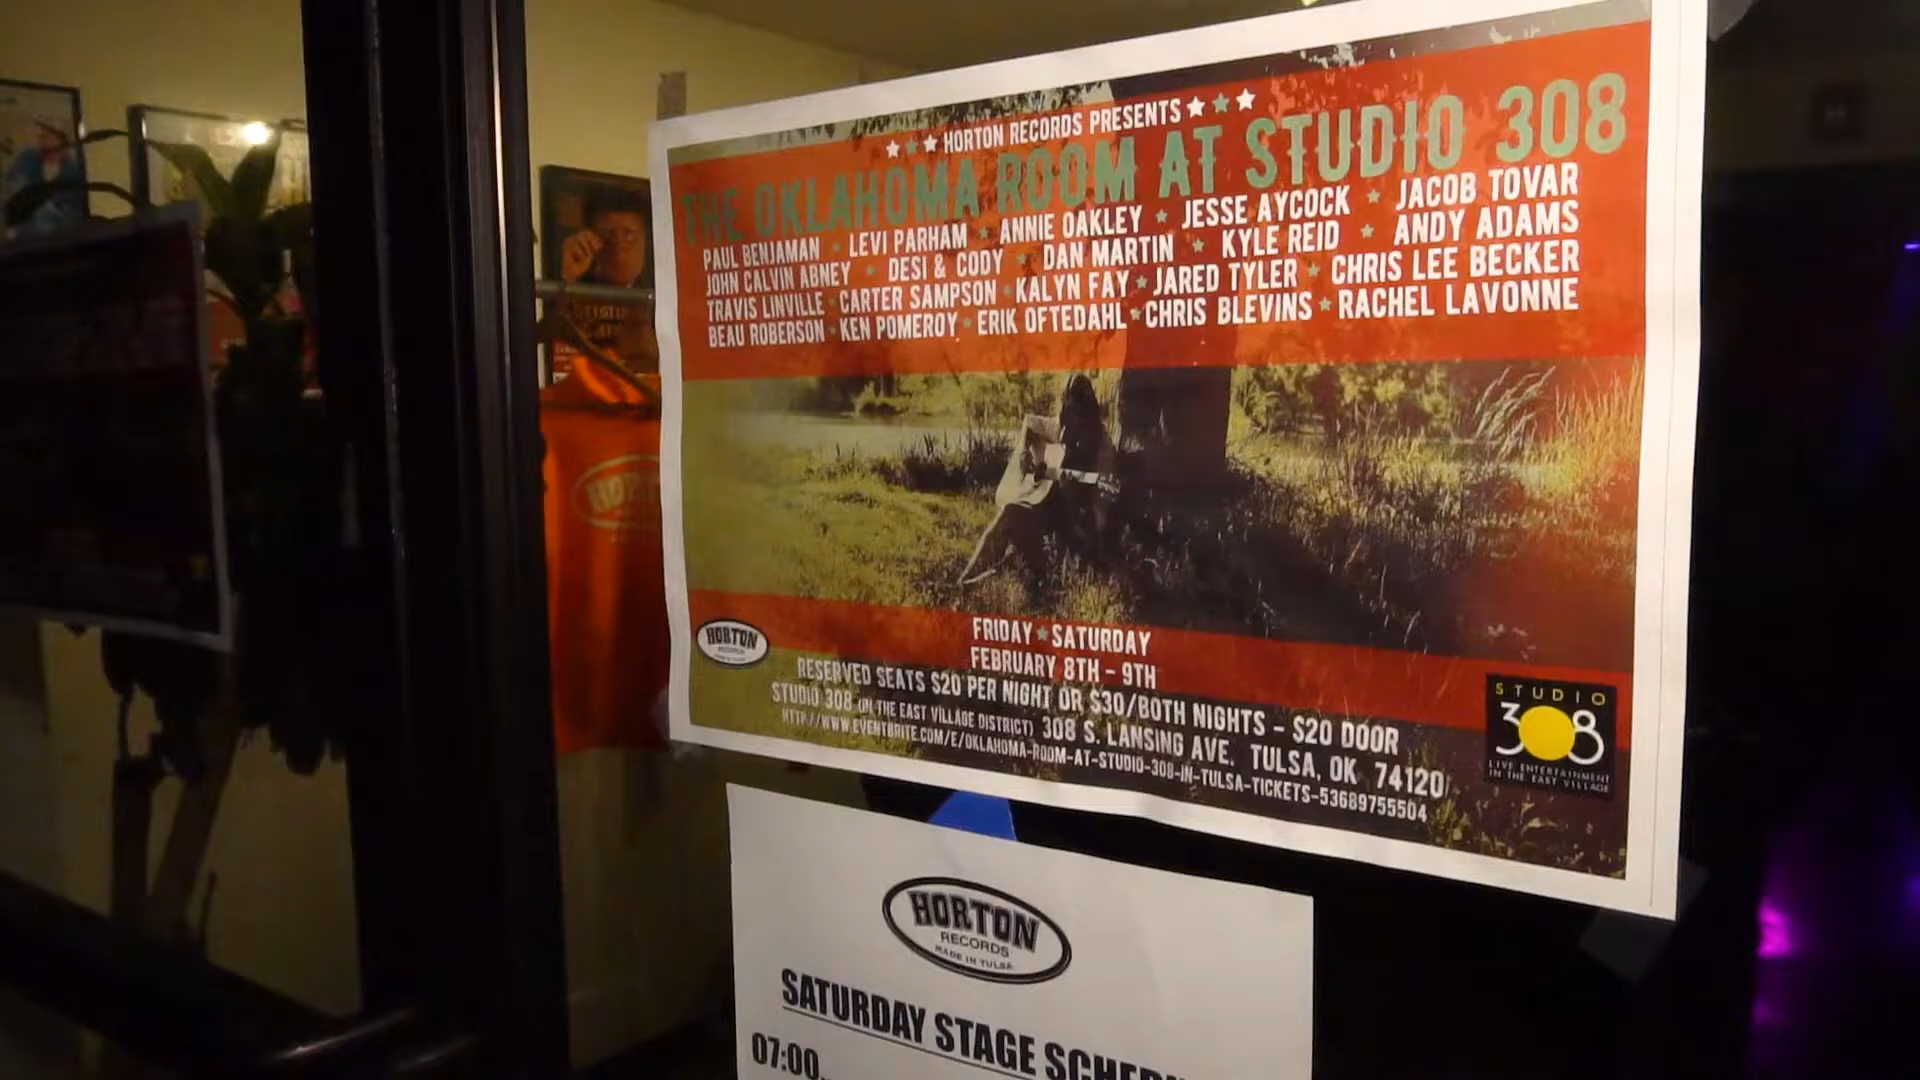 ★ ★ ★ HORTON RECORDS PRESENTS ★ ★ ★
THE OKLAHOMA ROOM AT STUDIO 308
PAUL BENJAMAN ★ LEVI PARHAM ★ ANNIE OAKLEY ★ JESSE AYCOCK ★ JACOB TOVAR
JOHN CALVIN ABNEY ★ DESI & CODY ★ DAN MARTIN ★ KYLE REID ★ ANDY ADAMS
TRAVIS LINVILLE ★ CARTER SAMPSON ★ KALYN FAY ★ JARED TYLER ★ CHRIS LEE BECKER
BEAU ROBERSON ★ KEN POMEROY ★ ERIK OFTEDAHL ★ CHRIS BLEVINS ★ RACHEL LAVONNE
FRIDAY ★ SATURDAY
FEBRUARY 8TH - 9TH
RESERVED SEATS $20 PER NIGHT OR $30/BOTH NIGHTS - $20 DOOR
STUDIO 308 (IN THE EAST VILLAGE DISTRICT) 308 S. LANSING AVE. TULSA, OK 74120
HTTP://WWW.EVENTBRITE.COM/E/OKLAHOMA-ROOM-AT-STUDIO-308-IN-TULSA-TICKETS-53689755504
HORTON
RECORDS
STUDIO
308
LIVE ENTERTAINMENT
IN THE EAST VILLAGE
HORTON
RECORDS
MADE IN TULSA
SATURDAY STAGE
07:00